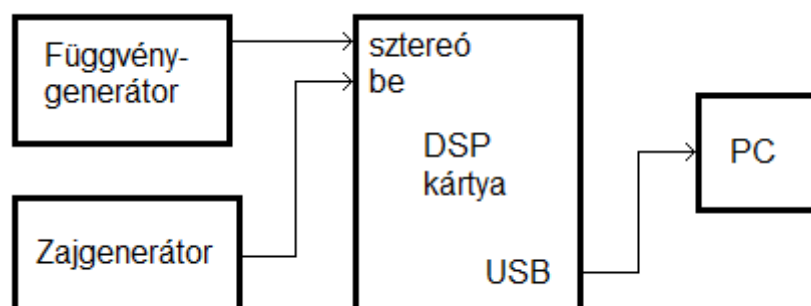 Függvény-
generátor
sztereó
be
DSP
kártya
PC
Zajgenerátor
USB